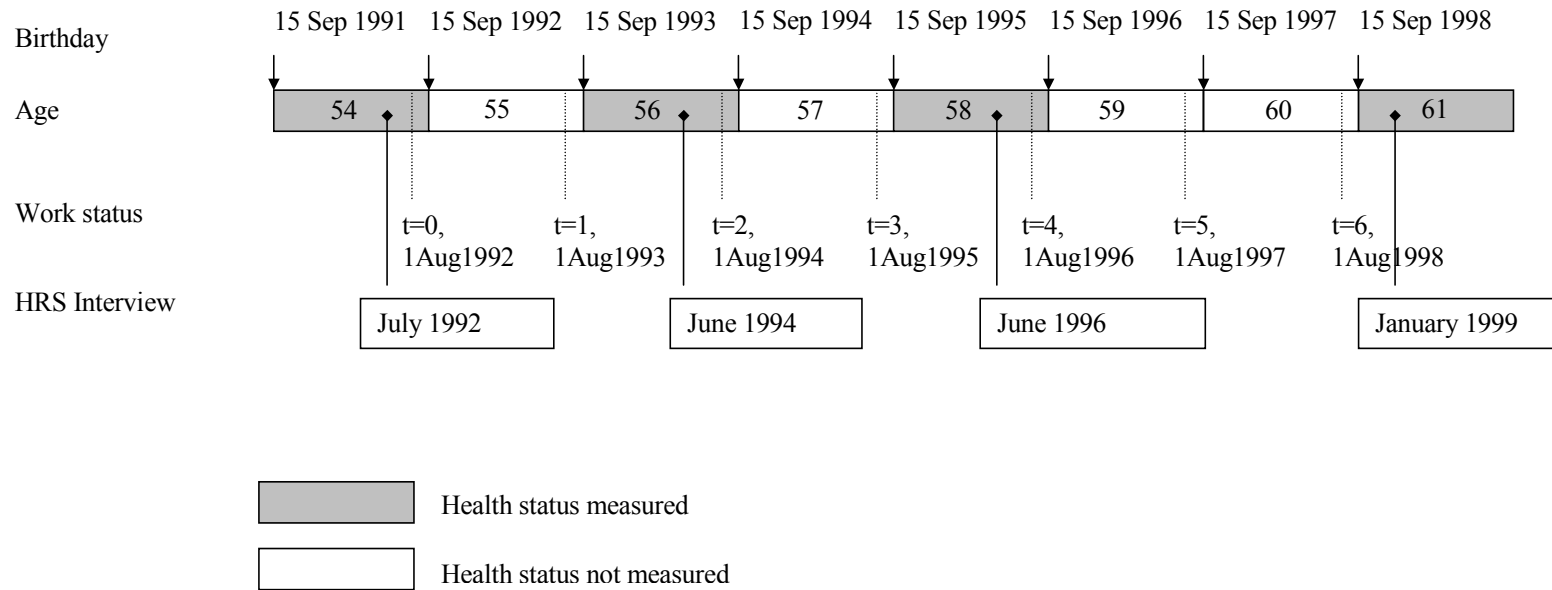 Birthday
15 Sep 1991 15 Sep 1992 15 Sep 1993 15 Sep 1994 15 Sep 1995 15 Sep 1996 15 Sep 1997 15 Sep 1998
Age
54 55 56 57 58 59 60 61
Work status
t=0, t=1, t=2, t=3, t=4, t=5, t=6,
1Aug1992 1Aug1993 1Aug1994 1Aug1995 1Aug1996 1Aug1997 1Aug1998
HRS Interview
July 1992 June 1994 June 1996 January 1999
Health status measured
Health status not measured